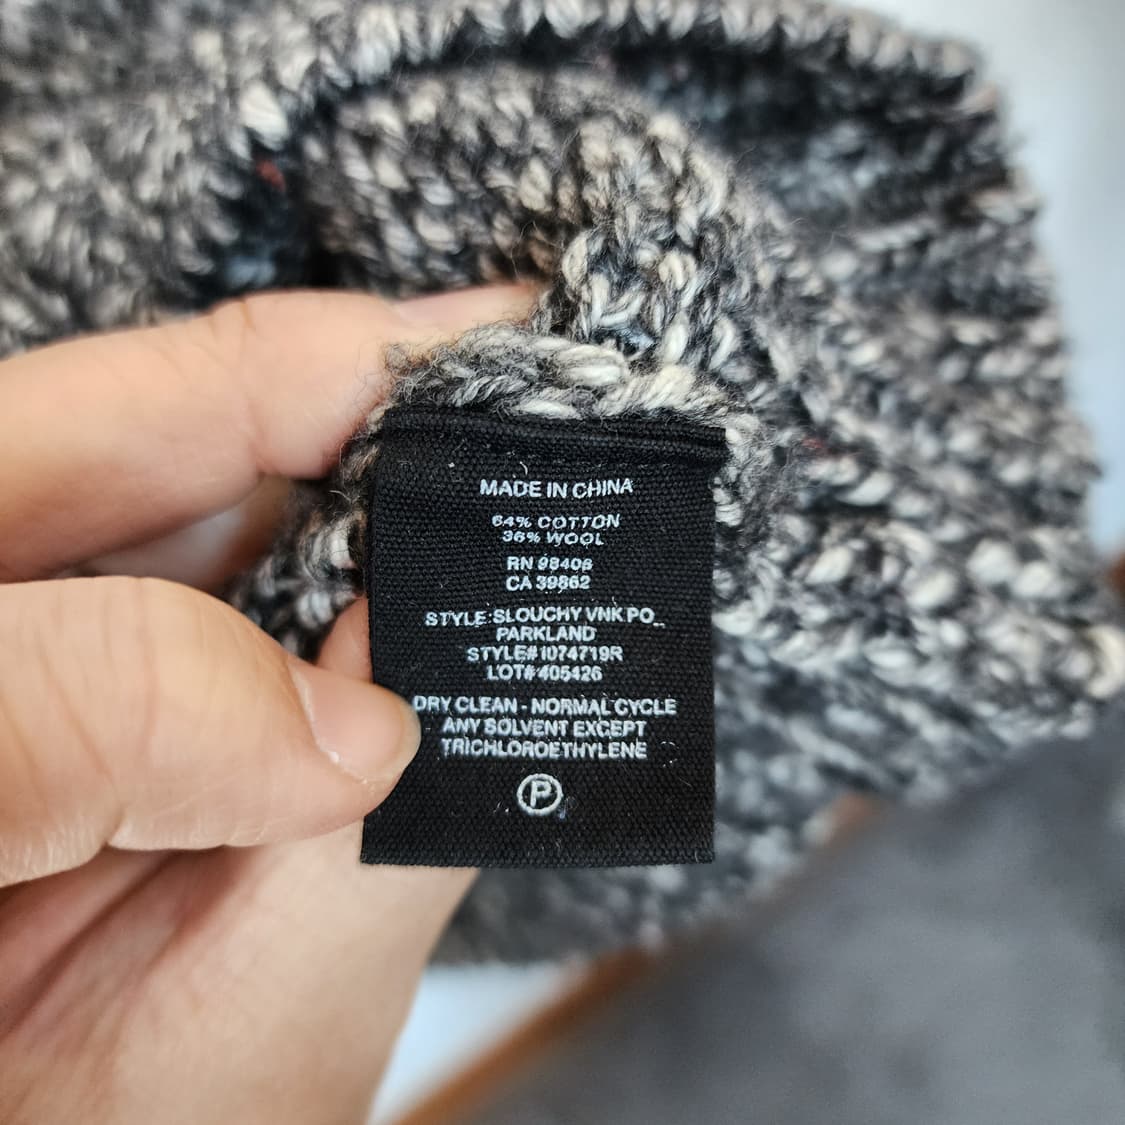 MADE IN CHINA
64% COTTON
36% WOOL
RN 98408
CA 39862
STYLE:SLOUCHY VNK PO_
PARKLAND
STYLE# I074719R
LOT# 405426
DRY CLEAN - NORMAL CYCLE
ANY SOLVENT EXCEPT
TRICHLOROETHYLENE
P